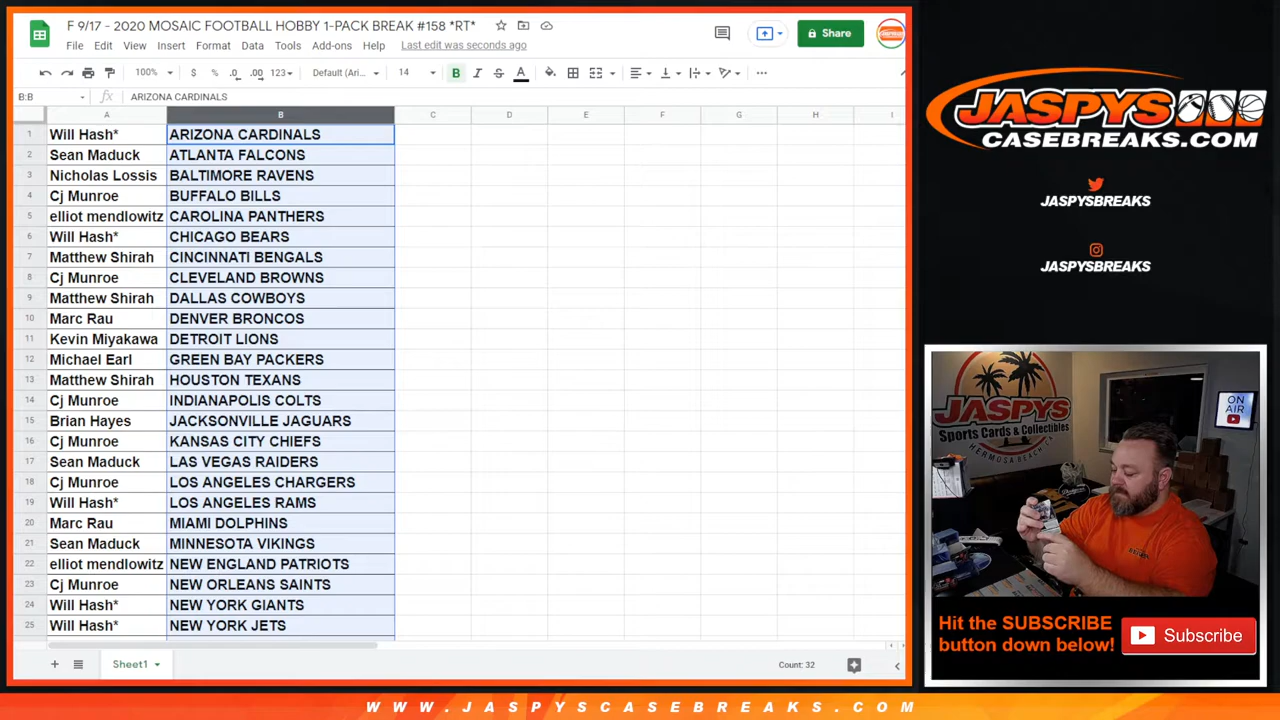 F 9/17 - 2020 MOSAIC FOOTBALL HOBBY 1-PACK BREAK #158 *RT*
File Edit View Insert Format Data Tools Add-ons Help Last edit was seconds ago
Share
100% $ % .0 .00 123 Default (Ari... 14 B I A
B:B fx ARIZONA CARDINALS
A B C D E F G H I
1 Will Hash* ARIZONA CARDINALS
2 Sean Maduck ATLANTA FALCONS
3 Nicholas Lossis BALTIMORE RAVENS
4 Cj Munroe BUFFALO BILLS
5 elliot mendlowitz CAROLINA PANTHERS
6 Will Hash* CHICAGO BEARS
7 Matthew Shirah CINCINNATI BENGALS
8 Cj Munroe CLEVELAND BROWNS
9 Matthew Shirah DALLAS COWBOYS
10 Marc Rau DENVER BRONCOS
11 Kevin Miyakawa DETROIT LIONS
12 Michael Earl GREEN BAY PACKERS
13 Matthew Shirah HOUSTON TEXANS
14 Cj Munroe INDIANAPOLIS COLTS
15 Brian Hayes JACKSONVILLE JAGUARS
16 Cj Munroe KANSAS CITY CHIEFS
17 Sean Maduck LAS VEGAS RAIDERS
18 Cj Munroe LOS ANGELES CHARGERS
19 Will Hash* LOS ANGELES RAMS
20 Marc Rau MIAMI DOLPHINS
21 Sean Maduck MINNESOTA VIKINGS
22 elliot mendlowitz NEW ENGLAND PATRIOTS
23 Cj Munroe NEW ORLEANS SAINTS
24 Will Hash* NEW YORK GIANTS
25 Will Hash* NEW YORK JETS
Sheet1 Count: 32
JASPYS
CASEBREAKS.COM
JASPYSBREAKS
JASPYSBREAKS
JASPYS
Sports Cards & Collectibles
HERMOSA BEACH CA
ON
AIR
Hit the SUBSCRIBE
button down below!
Subscribe
WWW.JASPYSCASEBREAKS.COM